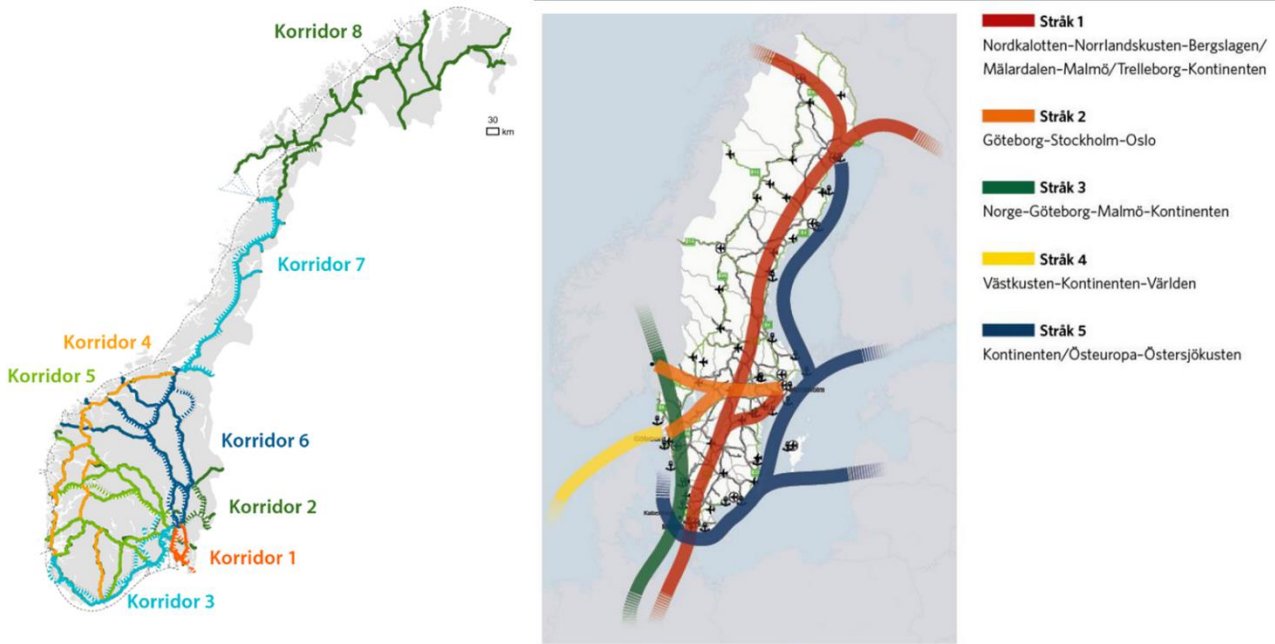 Korridor 8
30
km
Korridor 7
Korridor 4
Korridor 5
Korridor 6
Korridor 2
Korridor 1
Korridor 3
Stråk 1
Nordkalotten-Norrlandskusten-Bergslagen/
Mälardalen-Malmö/Trelleborg-Kontinenten
Stråk 2
Göteborg-Stockholm-Oslo
Stråk 3
Norge-Göteborg-Malmö-Kontinenten
Stråk 4
Västkusten-Kontinenten-Världen
Stråk 5
Kontinenten/Östeuropa-Östersjökusten